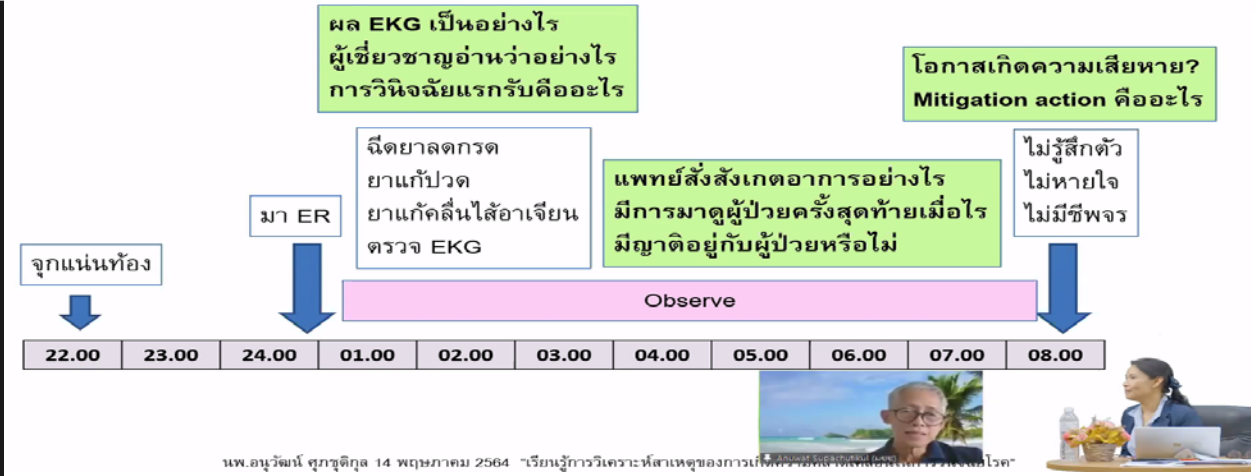 ผล EKG เป็นอย่างไร
ผู้เชี่ยวชาญอ่านว่าอย่างไร
การวินิจฉัยแรกรับคืออะไร
โอกาสเกิดความเสียหาย?
Mitigation action คืออะไร
ฉีดยาลดกรด
ยาแก้ปวด
ยาแก้คลื่นไส้อาเจียน
ตรวจ EKG
แพทย์สั่งสังเกตอาการอย่างไร
มีการมาดูผู้ป่วยครั้งสุดท้ายเมื่อไร
มีญาติอยู่กับผู้ป่วยหรือไม่
ไม่รู้สึกตัว
ไม่หายใจ
ไม่มีชีพจร
มา ER
จุกแน่นท้อง
Observe
22.00 23.00 24.00 01.00 02.00 03.00 04.00 05.00 06.00 07.00 08.00
Anuwat Supachutikul
นพ.อนุวัฒน์ ศุภชุติกุล 14 พฤษภาคม 2564 "เรียนรู้การวิเคราะห์สาเหตุของการ